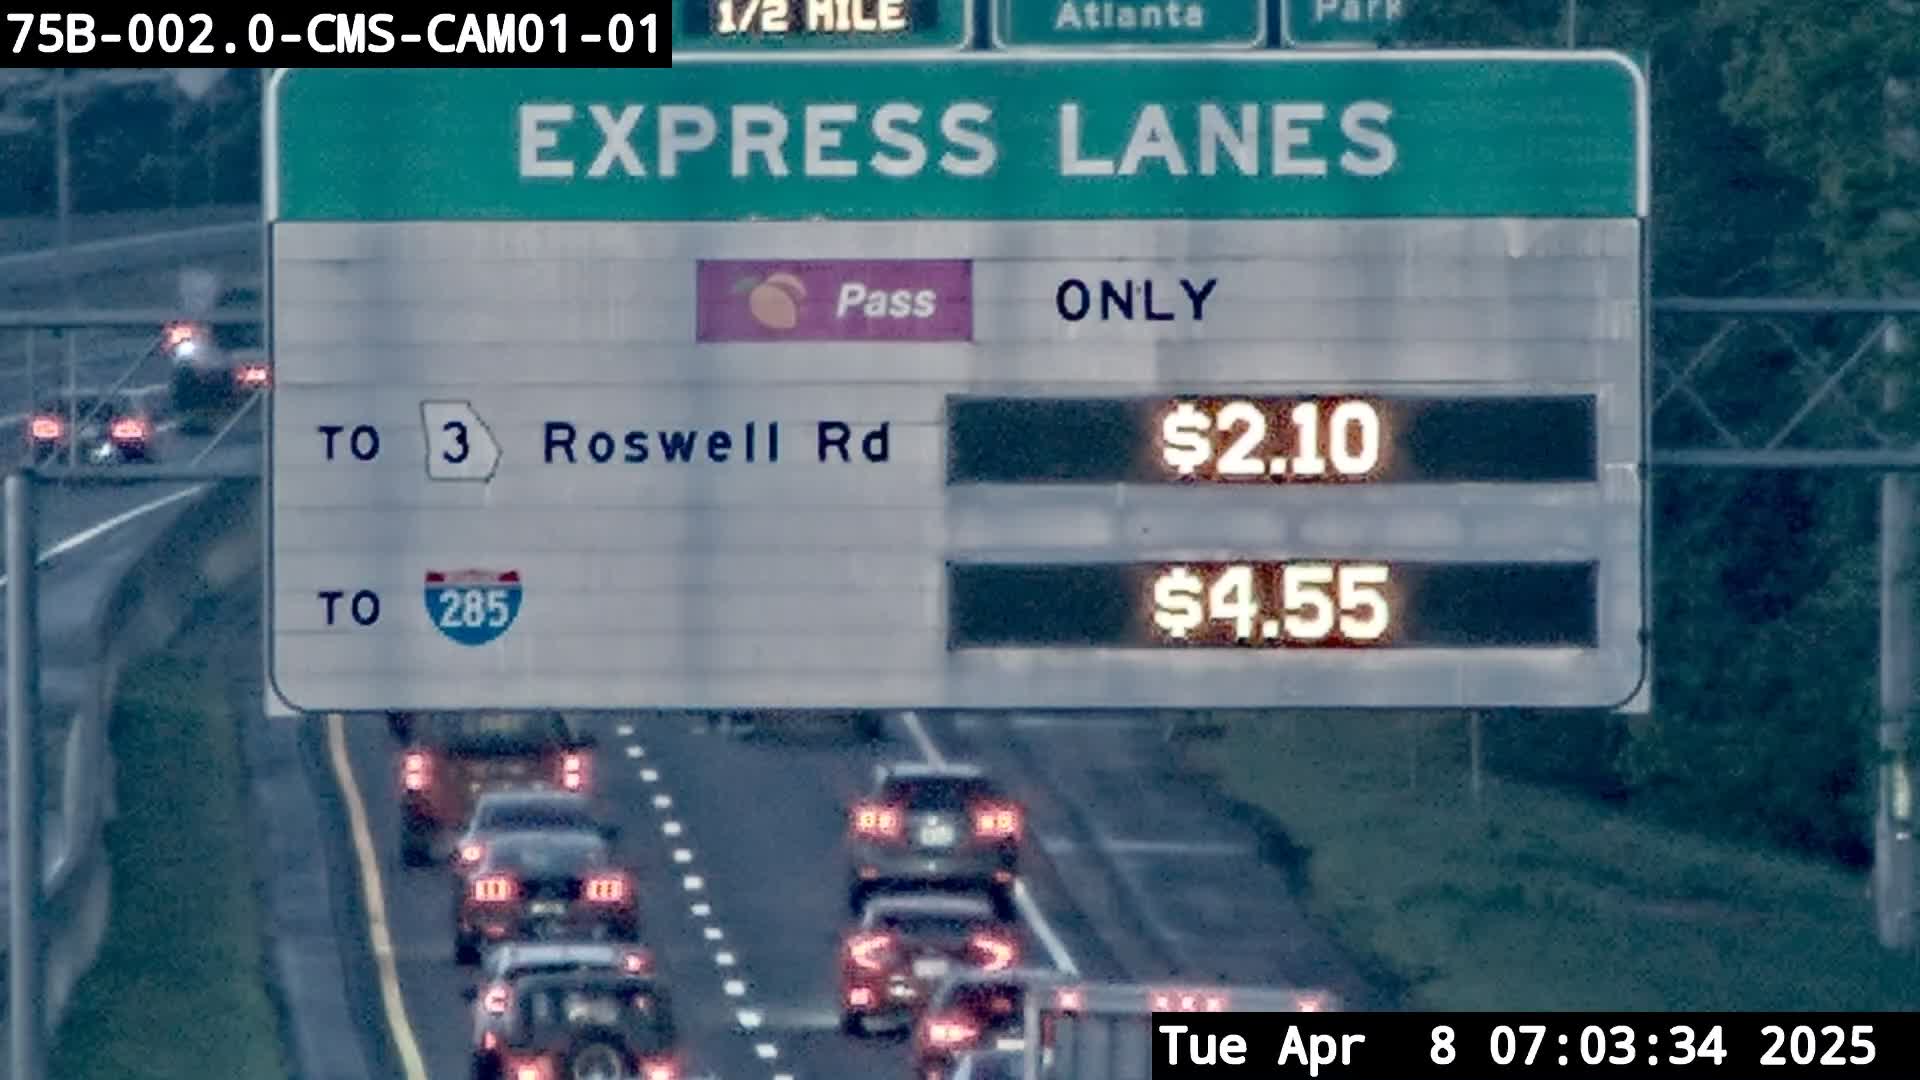 75B-002.0-CMS-CAM01-01
1/2 MILE
Atlanta
Park
EXPRESS LANES
Pass ONLY
TO 3 Roswell Rd $2.10
TO 285 $4.55
Tue Apr 8 07:03:34 2025